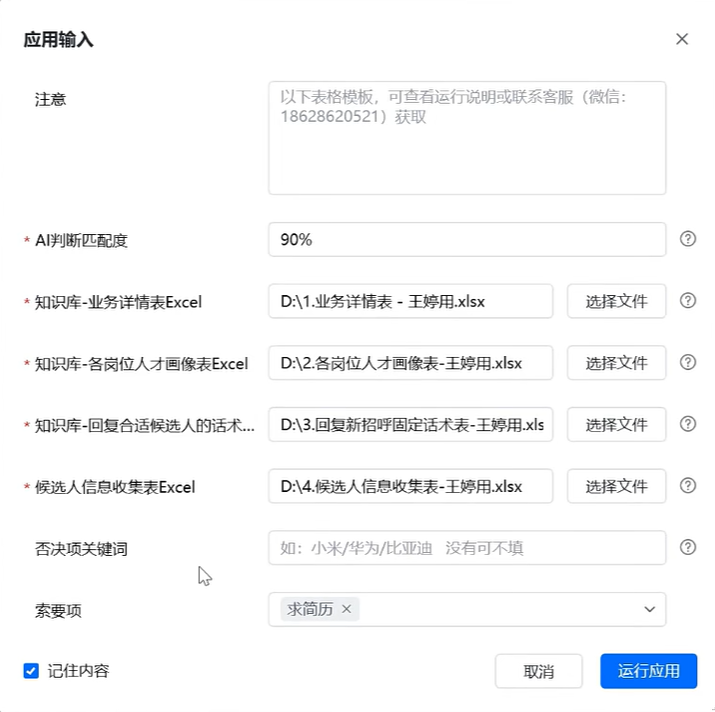 应用输入
注意
以下表格模板，可查看运行说明或联系客服（微信：
18628620521）获取
* AI判断匹配度
90%
* 知识库-业务详情表Excel
D:\1.业务详情表 - 王婷用.xlsx
选择文件
* 知识库-各岗位人才画像表Excel
D:\2.各岗位人才画像表-王婷用.xlsx
选择文件
* 知识库-回复合适候选人的话术...
D:\3.回复新招呼固定话术表-王婷用.xls
选择文件
* 候选人信息收集表Excel
D:\4.候选人信息收集表-王婷用.xlsx
选择文件
否决项关键词
如：小米/华为/比亚迪 没有可不填
索要项
求简历
记住内容
取消
运行应用